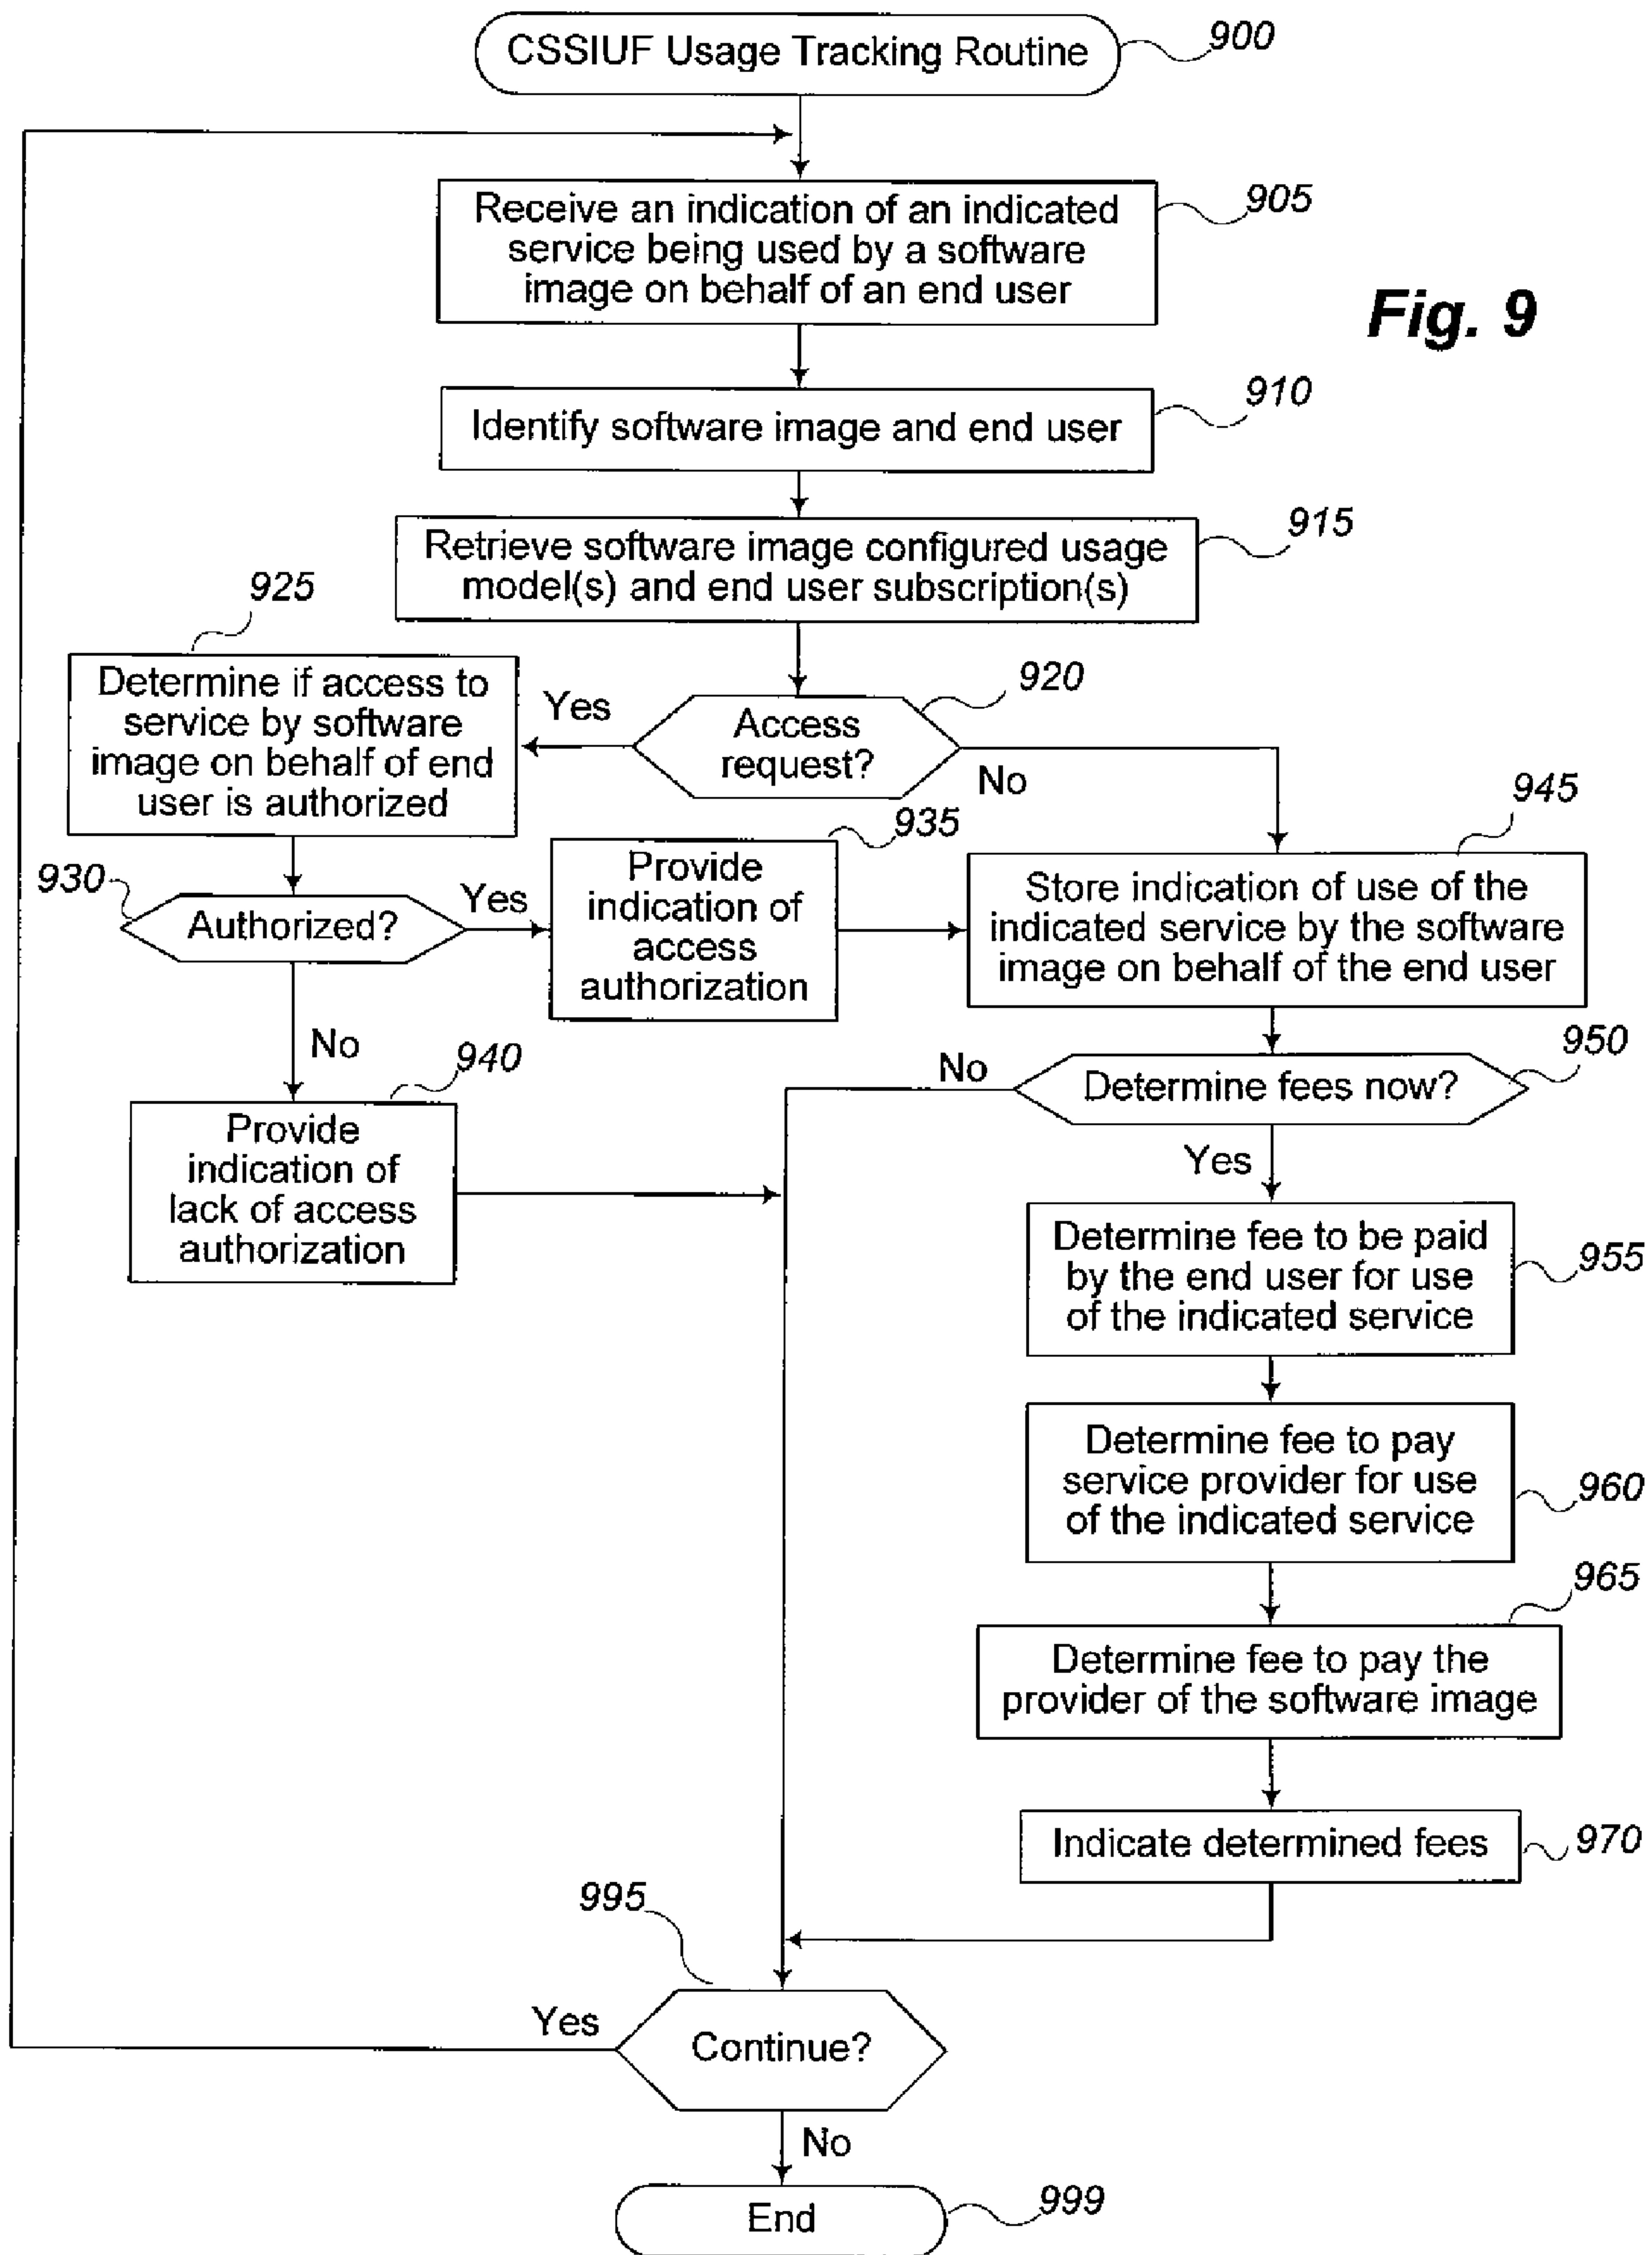 CSSIUF Usage Tracking Routine
900
Receive an indication of an indicated
service being used by a software
image on behalf of an end user
905
Fig. 9
Identify software image and end user
910
Retrieve software image configured usage
model(s) and end user subscription(s)
915
925
Determine if access to
service by software
image on behalf of end
user is authorized
Yes
Access
request?
920
No
930
Authorized?
Yes
935
Provide
indication of
access
authorization
945
Store indication of use of the
indicated service by the software
image on behalf of the end user
No
940
Provide
indication of
lack of access
authorization
No
Determine fees now?
950
Yes
Determine fee to be paid
by the end user for use
of the indicated service
955
Determine fee to pay
service provider for use
of the indicated service
960
965
Determine fee to pay the
provider of the software image
Indicate determined fees
970
995
Yes
Continue?
No
End
999